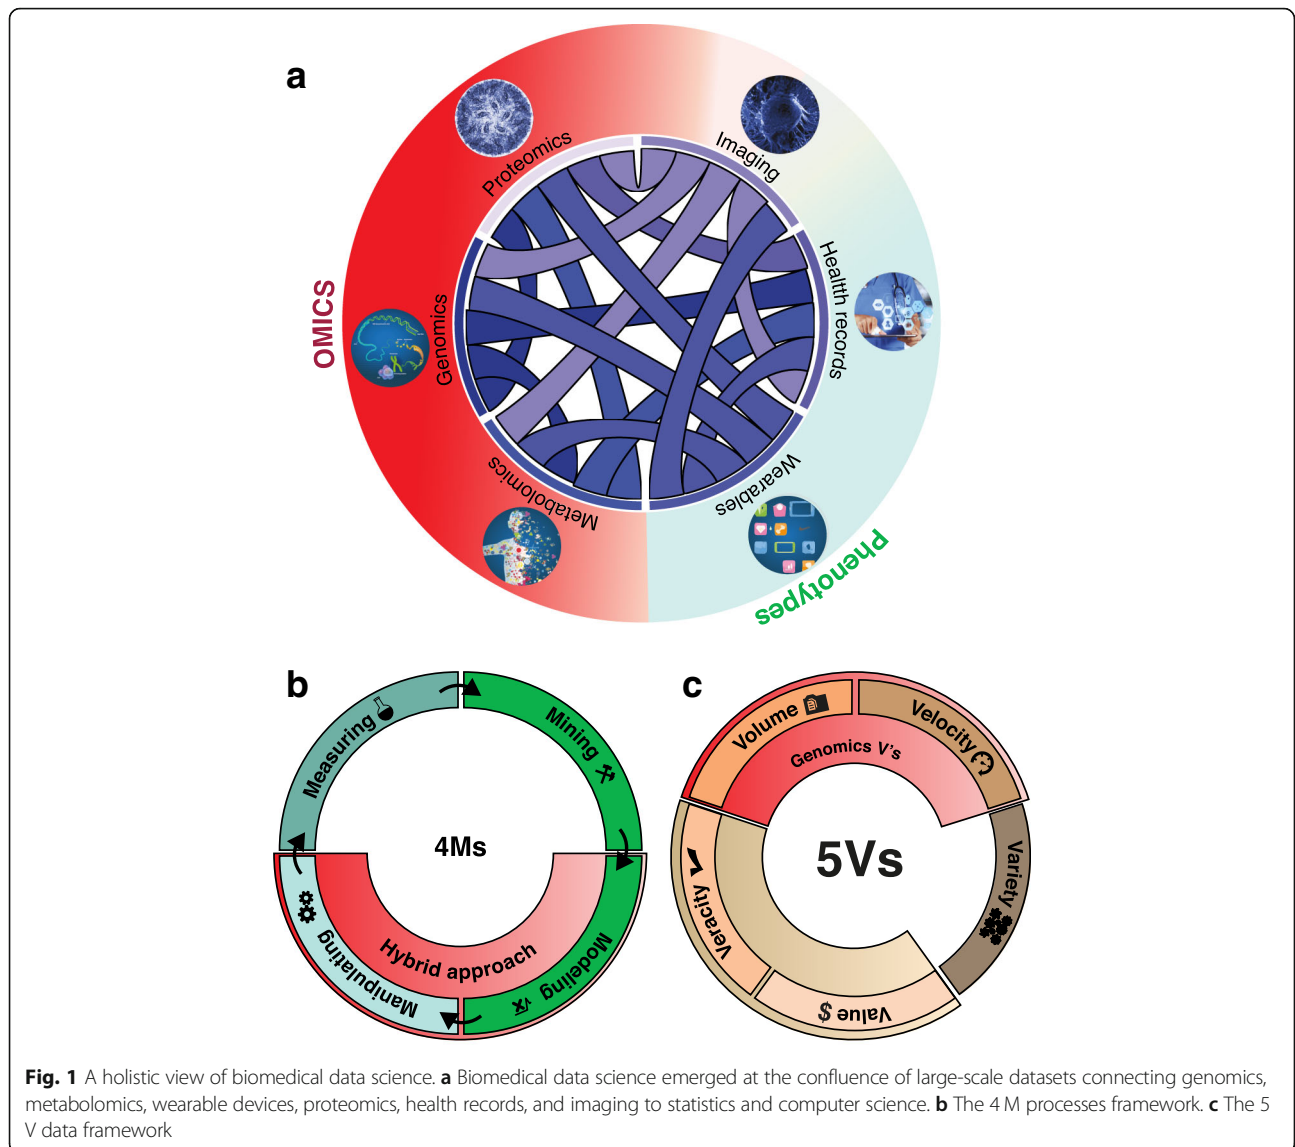 a
Proteomics
Imaging
OMICS
Genomics
Health records
Metabolomics
Wearables
Phenotypes
b
Measuring
Mining
4Ms
Hybrid approach
Manipulating
Modeling √x
c
Volume
Velocity
Genomics V's
5Vs
Variety
Veracity
Value $
Fig. 1 A holistic view of biomedical data science. a Biomedical data science emerged at the confluence of large-scale datasets connecting genomics,
metabolomics, wearable devices, proteomics, health records, and imaging to statistics and computer science. b The 4 M processes framework. c The 5
V data framework